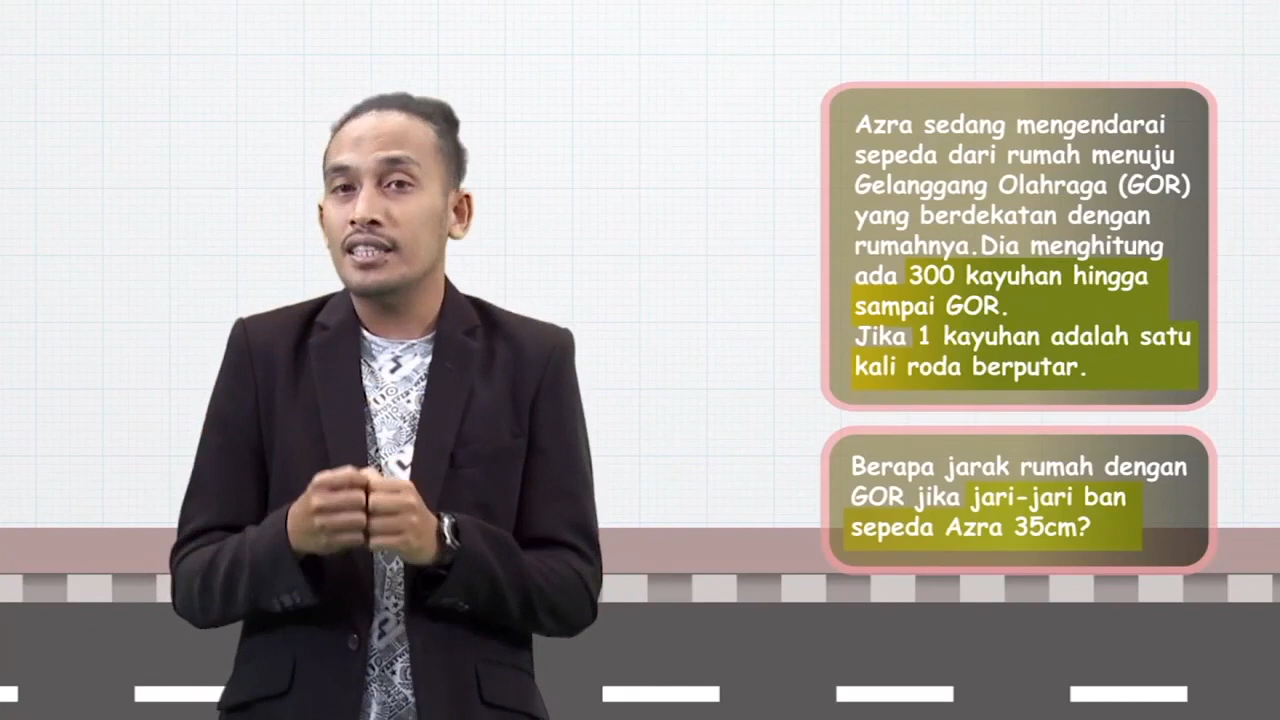 Azra sedang mengendarai
sepeda dari rumah menuju
Gelanggang Olahraga (GOR)
yang berdekatan dengan
rumahnya.Dia menghitung
ada 300 kayuhan hingga
sampai GOR.
Jika 1 kayuhan adalah satu
kali roda berputar.
Berapa jarak rumah dengan
GOR jika jari-jari ban
sepeda Azra 35cm?